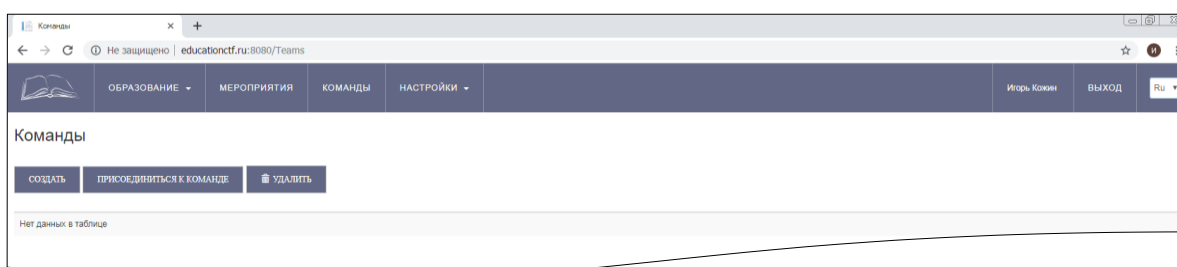 Команды × +
Не защищено | educationctf.ru:8080/Teams И
ОБРАЗОВАНИЕ МЕРОПРИЯТИЯ КОМАНДЫ НАСТРОЙКИ Игорь Кожин ВЫХОД Ru
Команды
СОЗДАТЬ ПРИСОЕДИНИТЬСЯ К КОМАНДЕ УДАЛИТЬ
Нет данных в таблице